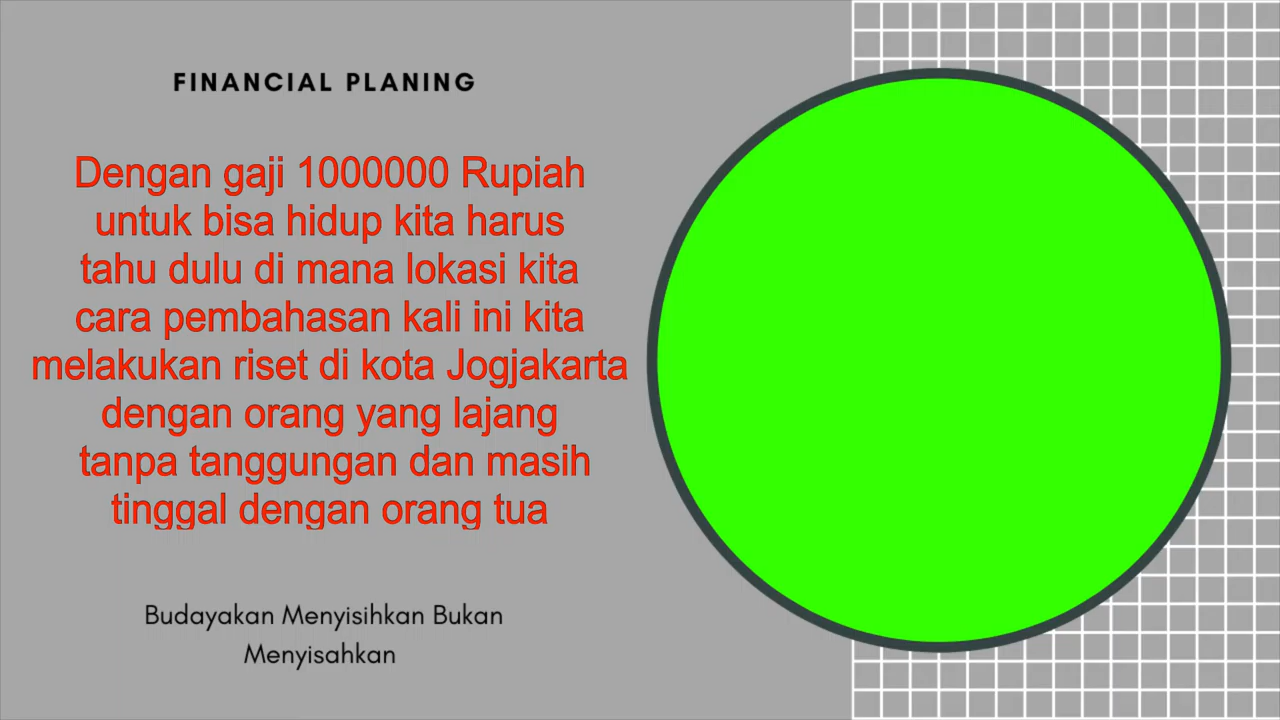 FINANCIAL PLANING
Dengan gaji 1000000 Rupiah
untuk bisa hidup kita harus
tahu dulu di mana lokasi kita
cara pembahasan kali ini kita
melakukan riset di kota Jogjakarta
dengan orang yang lajang
tanpa tanggungan dan masih
tinggal dengan orang tua
Budayakan Menyisihkan Bukan
Menyisahkan